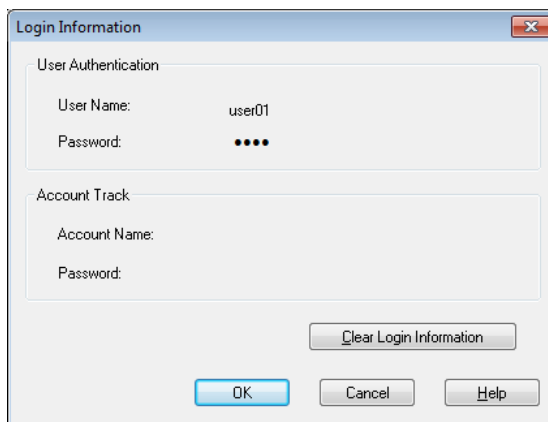 Login Information
User Authentication
User Name: user01
Password: ••••
Account Track
Account Name:
Password:
Clear Login Information
OK Cancel Help